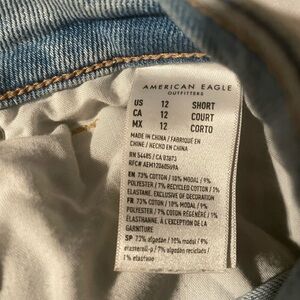 AMERICAN EAGLE
OUTFITTERS
US 12 SHORT
CA 12 COURT
MX 12 CORTO
MADE IN CHINA / FABRIQUÉ EN
CHINE / HECHO EN CHINA
RN 54485 / CA 03873
EN 73% COTTON / 10% MODAL / 9%
POLYESTER / 7% RECYCLED COTTON / 1%
ELASTANE, EXCLUSIVE OF DECORATION
FR 73% COTON / 10% MODAL / 9%
POLYESTER / 7% COTON RÉGÉNÉRÉ / 1%
ÉLASTHANNE, À L'EXCEPTION DE LA
GARNITURE
SP 73% algodón / 10% modal / 9%
/ 7% algodón
/ 1% elastano